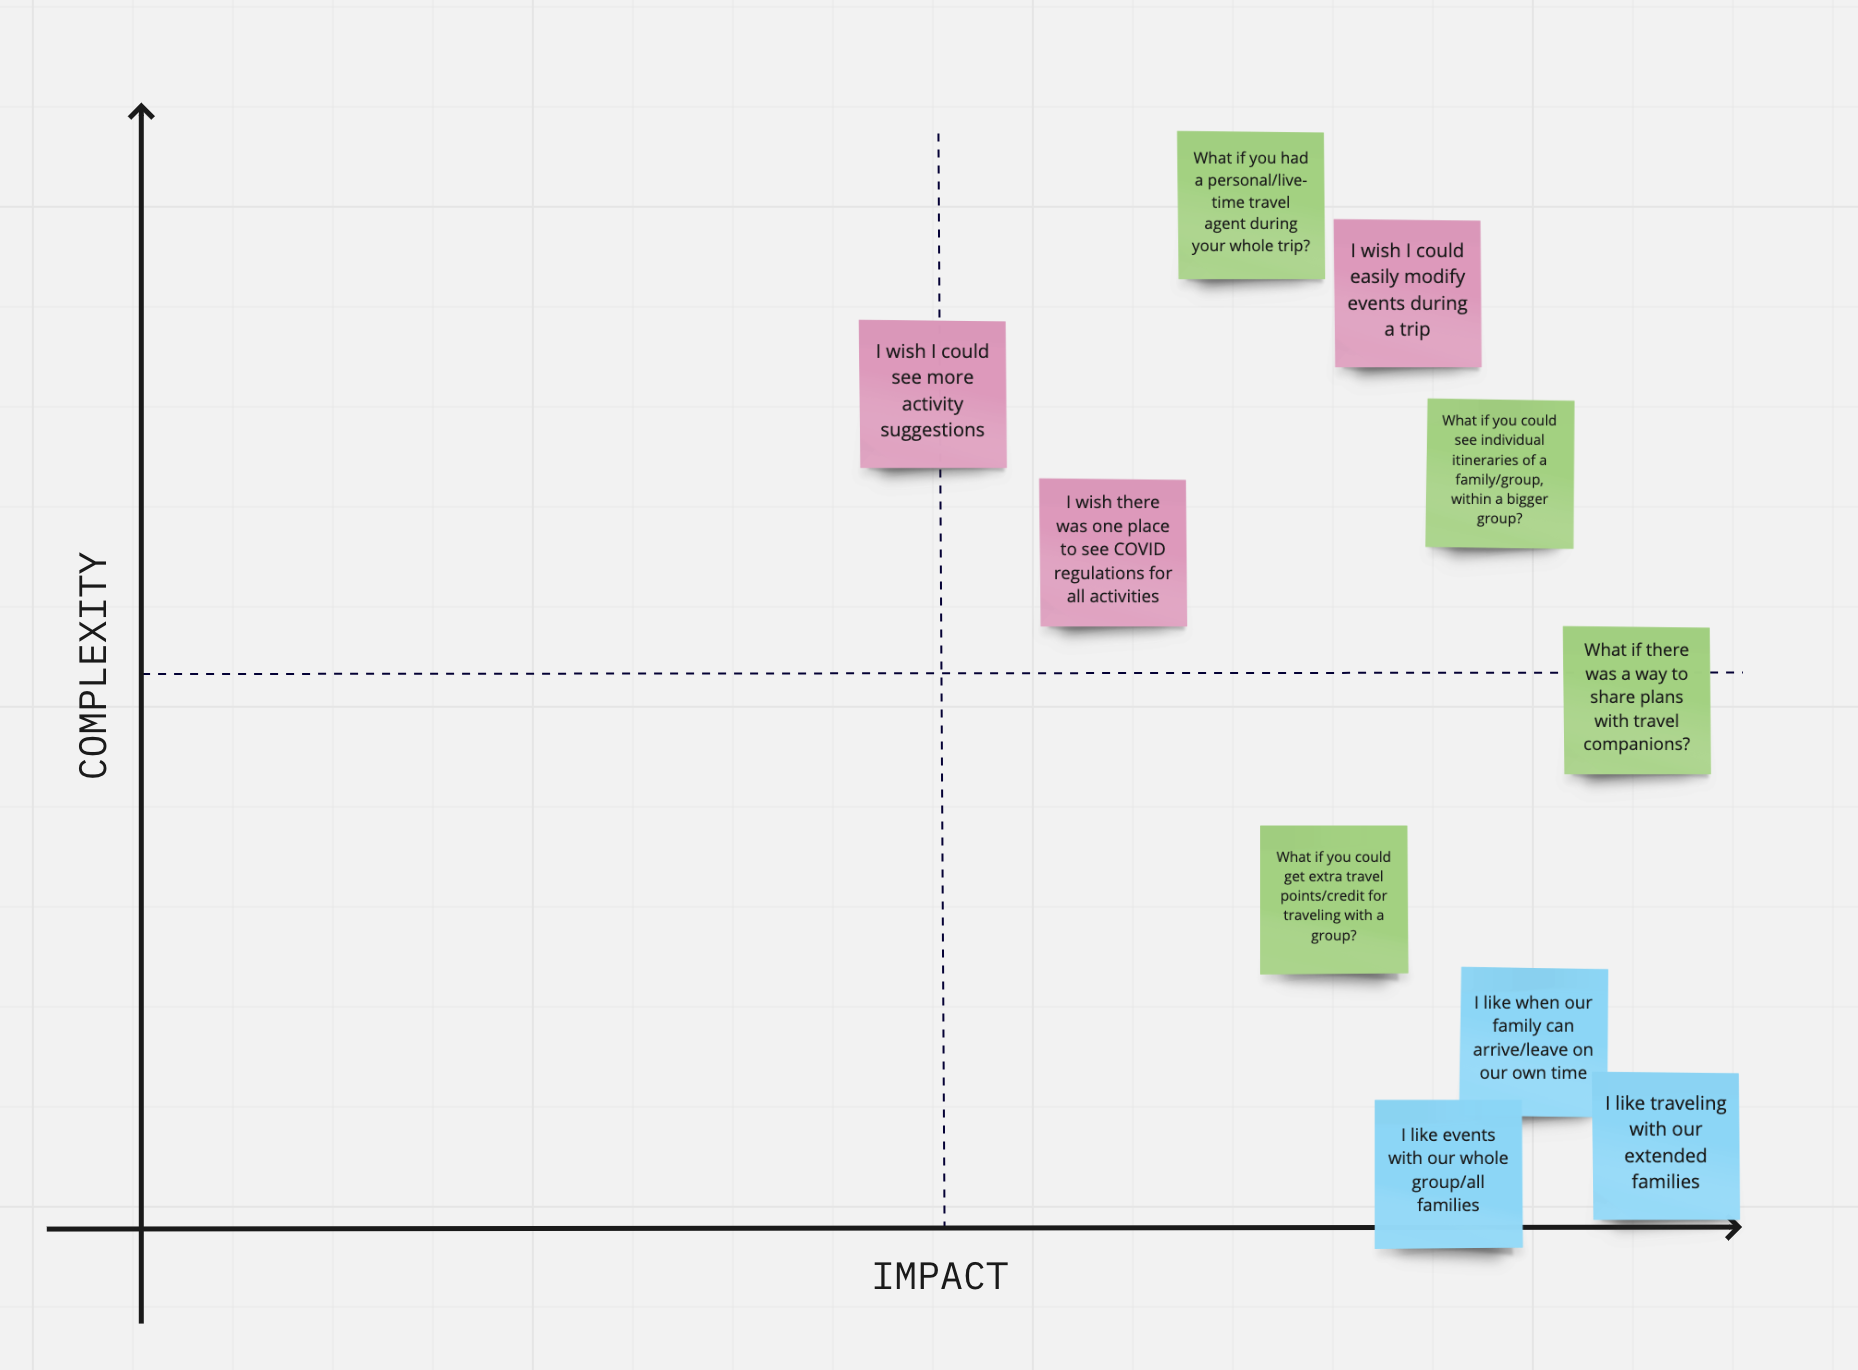 What if you had
a personal/live-
time travel
agent during
your whole trip?
I wish I could
easily modify
events during
a trip
I wish I could
see more
activity
suggestions
What if you could
see individual
itineraries of a
family/group,
within a bigger
group?
I wish there
was one place
to see COVID
regulations for
all activities
COMPLEXITY
What if there
was a way to
share plans
with travel
companions?
What if you could
get extra travel
points/credit for
traveling with a
group?
I like when our
family can
arrive/leave on
our own time
I like traveling
with our
extended
families
I like events
with our whole
group/all
families
IMPACT